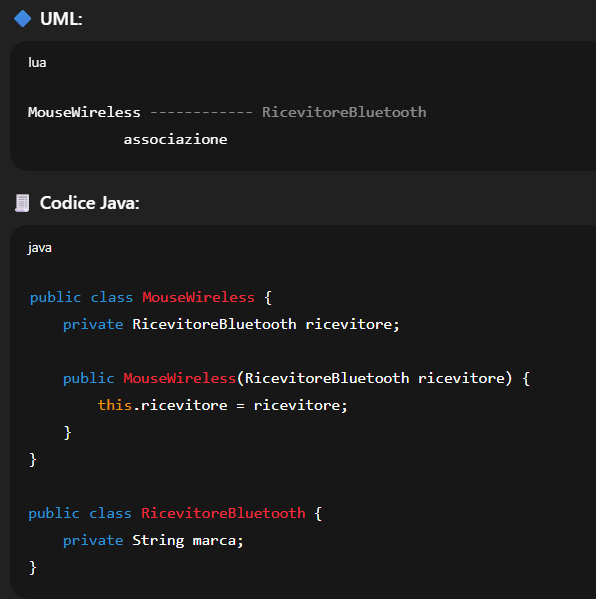 UML:
lua
MouseWireless ------------ RicevitoreBluetooth
associazione
Codice Java:
java
public class MouseWireless {
private RicevitoreBluetooth ricevitore;
public MouseWireless(RicevitoreBluetooth ricevitore) {
this.ricevitore = ricevitore;
}
}
public class RicevitoreBluetooth {
private String marca;
}